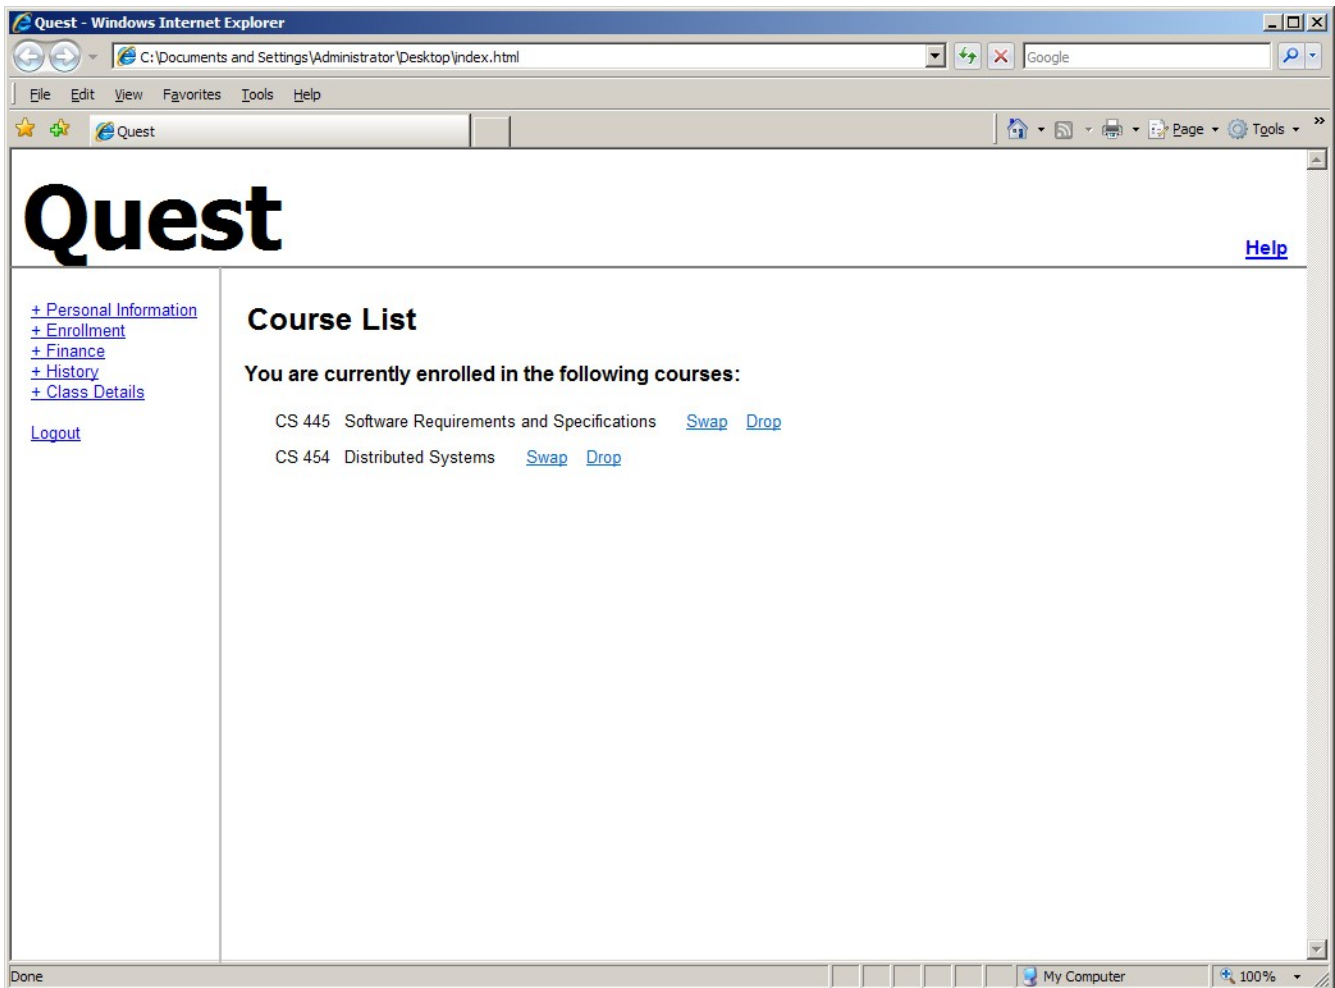 Quest - Windows Internet Explorer
C:\Documents and Settings\Administrator\Desktop\index.html
Google
File Edit View Favorites Tools Help
Quest
Page Tools »
Quest
Help
+ Personal Information
+ Enrollment
+ Finance
+ History
+ Class Details
Logout
Course List
You are currently enrolled in the following courses:
CS 445 Software Requirements and Specifications Swap Drop
CS 454 Distributed Systems Swap Drop
Done My Computer 100%